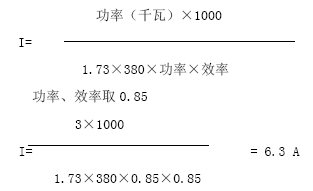 功率（千瓦）×1000
I=
1.73×380×功率×效率
功率、效率取 0.85
3×1000
I= = 6.3 A
1.73×380×0.85×0.85